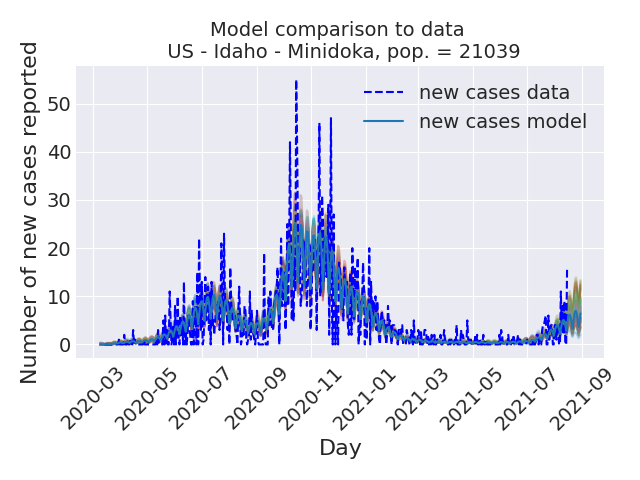 Model comparison to data
US - Idaho - Minidoka, pop. = 21039
Number of new cases reported
50
40
30
20
10
0
new cases data
new cases model
2020-03
2020-05
2020-07
2020-09
2020-11
2021-01
2021-03
2021-05
2021-07
2021-09
Day